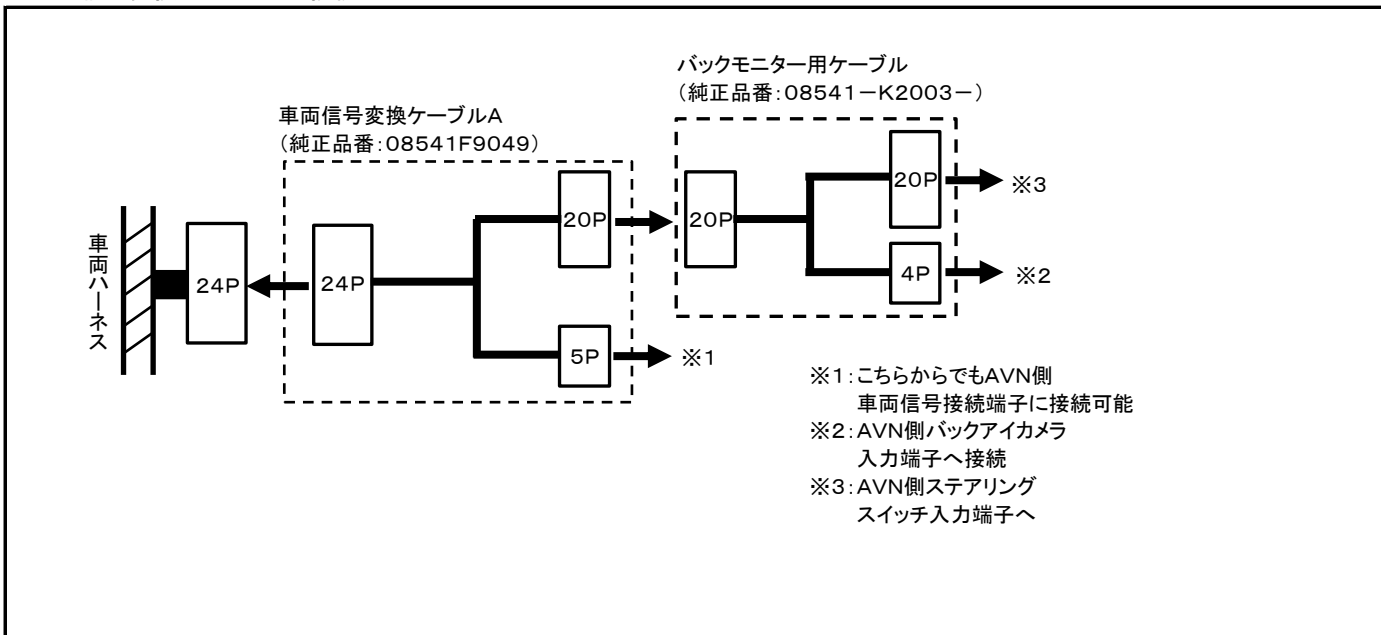 バックモニター用ケーブル
(純正品番:08541-K2003-)
車両信号変換ケーブルA
(純正品番:08541F9049)
車両ハーネス
24P
24P
20P
5P
※1
20P
20P
※3
4P
※2
※1:こちらからでもAVN側
車両信号接続端子に接続可能
※2:AVN側バックアイカメラ
入力端子へ接続
※3:AVN側ステアリング
スイッチ入力端子へ